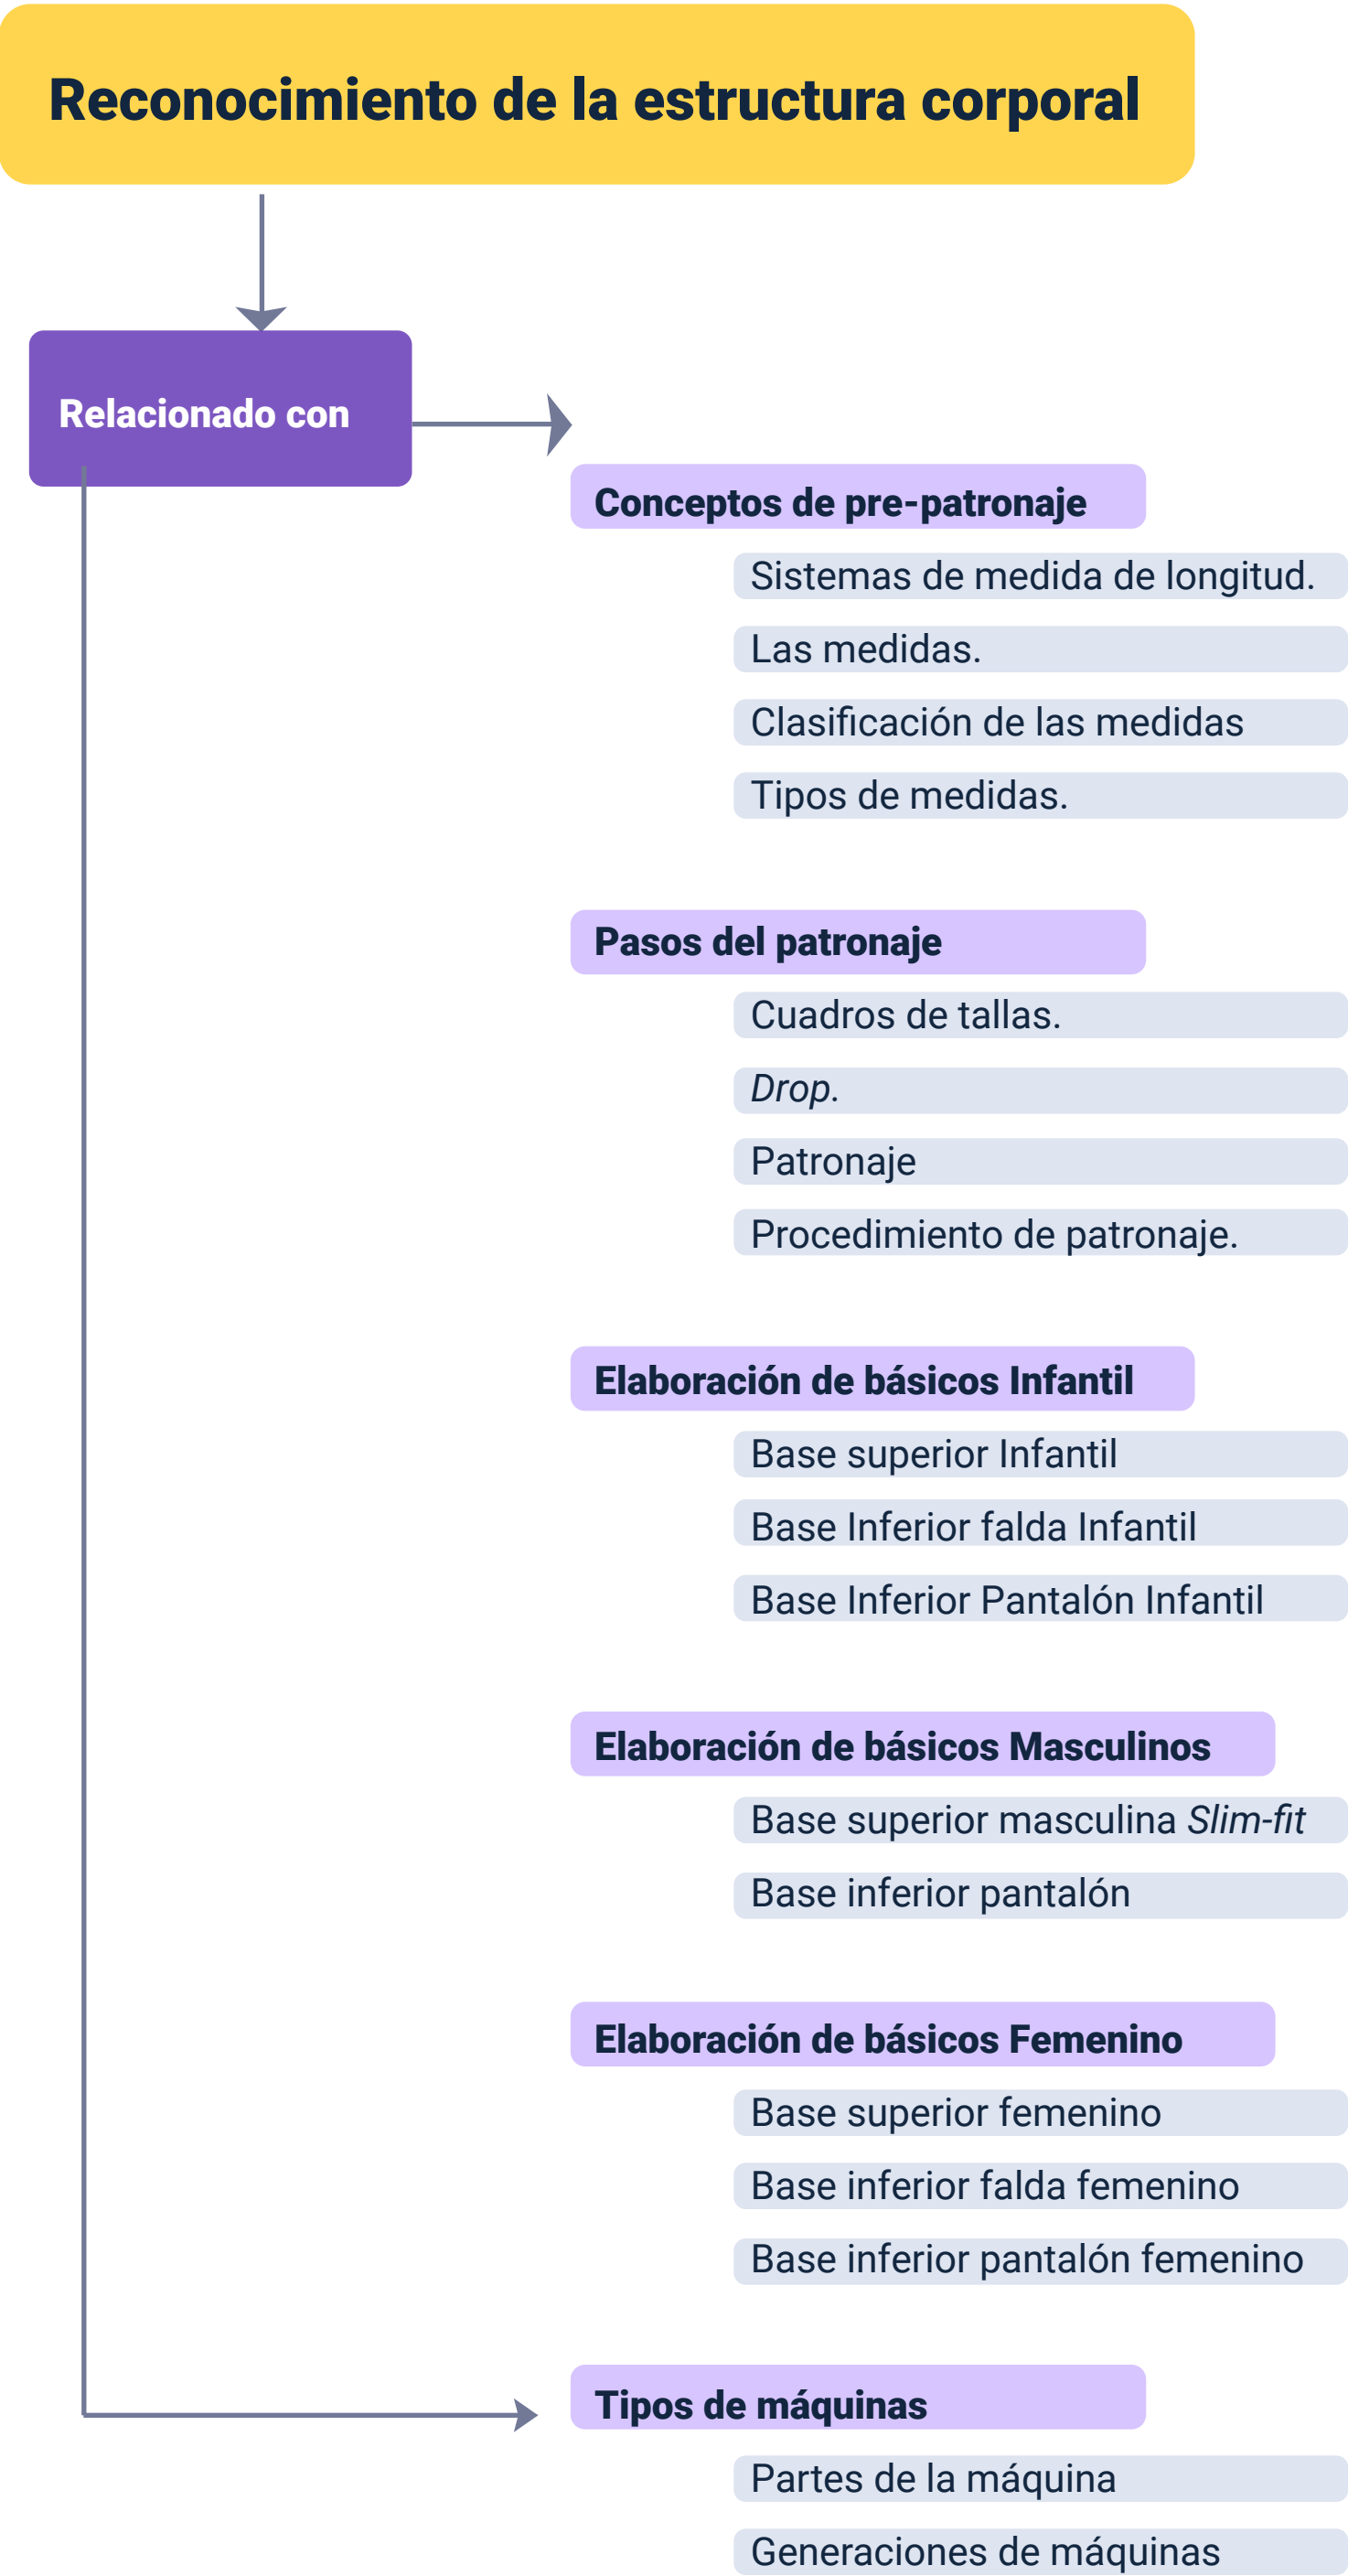 Reconocimiento de la estructura corporal
Relacionado con
Conceptos de pre-patronaje
Sistemas de medida de longitud.
Las medidas.
Clasificación de las medidas
Tipos de medidas.
Pasos del patronaje
Cuadros de tallas.
Drop.
Patronaje
Procedimiento de patronaje.
Elaboración de básicos Infantil
Base superior Infantil
Base Inferior falda Infantil
Base Inferior Pantalón Infantil
Elaboración de básicos Masculinos
Base superior masculina Slim-fit
Base inferior pantalón
Elaboración de básicos Femenino
Base superior femenino
Base inferior falda femenino
Base inferior pantalón femenino
Tipos de máquinas
Partes de la máquina
Generaciones de máquinas